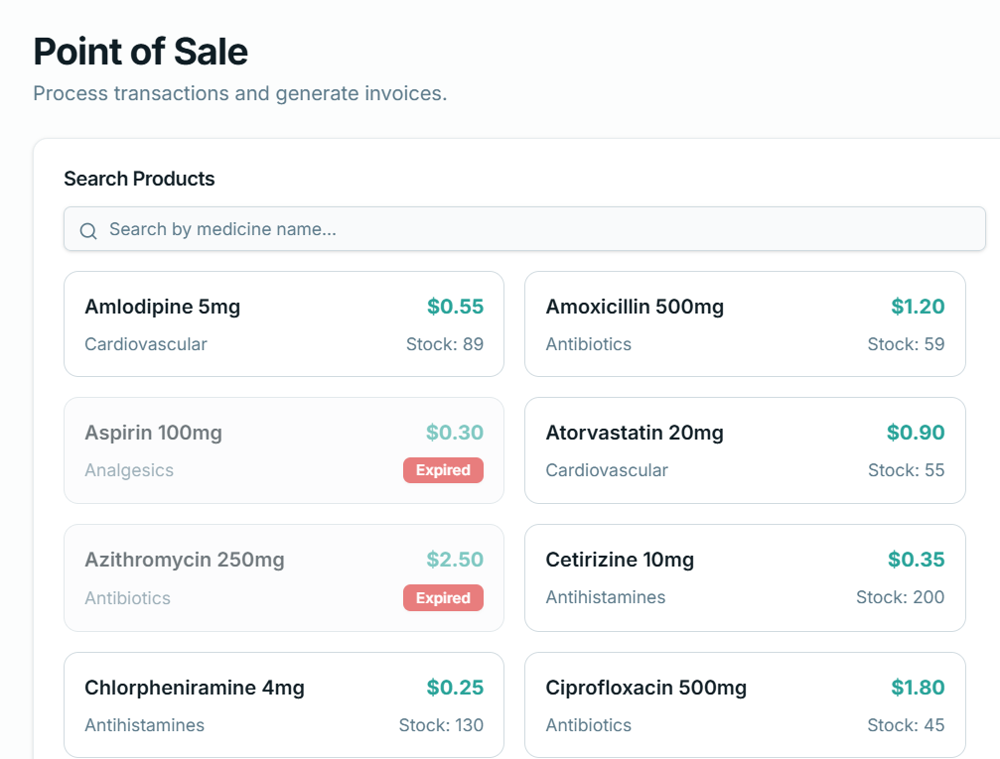 Point of Sale
Process transactions and generate invoices.
Search Products
Search by medicine name...
Amlodipine 5mg $0.55
Cardiovascular Stock: 89
Amoxicillin 500mg $1.20
Antibiotics Stock: 59
Aspirin 100mg $0.30
Analgesics Expired
Atorvastatin 20mg $0.90
Cardiovascular Stock: 55
Azithromycin 250mg $2.50
Antibiotics Expired
Cetirizine 10mg $0.35
Antihistamines Stock: 200
Chlorpheniramine 4mg $0.25
Antihistamines Stock: 130
Ciprofloxacin 500mg $1.80
Antibiotics Stock: 45